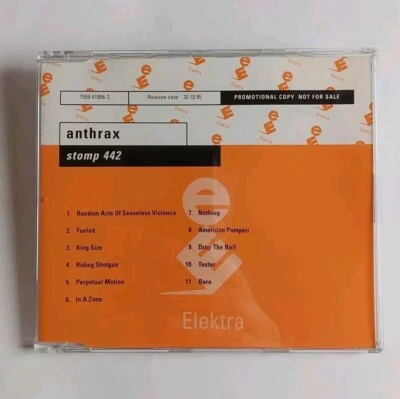 7559-61856-2
Release date: 20.10.95
PROMOTIONAL COPY NOT FOR SALE
anthrax
stomp 442
1. Random Acts Of Senseless Violence
2. Fueled
3. King Size
4. Riding Shotgun
5. Perpetual Motion
6. In A Zone
7. Nothing
8. American Pompeii
9. Drop The Ball
10. Tester
11. Bare
Elektra